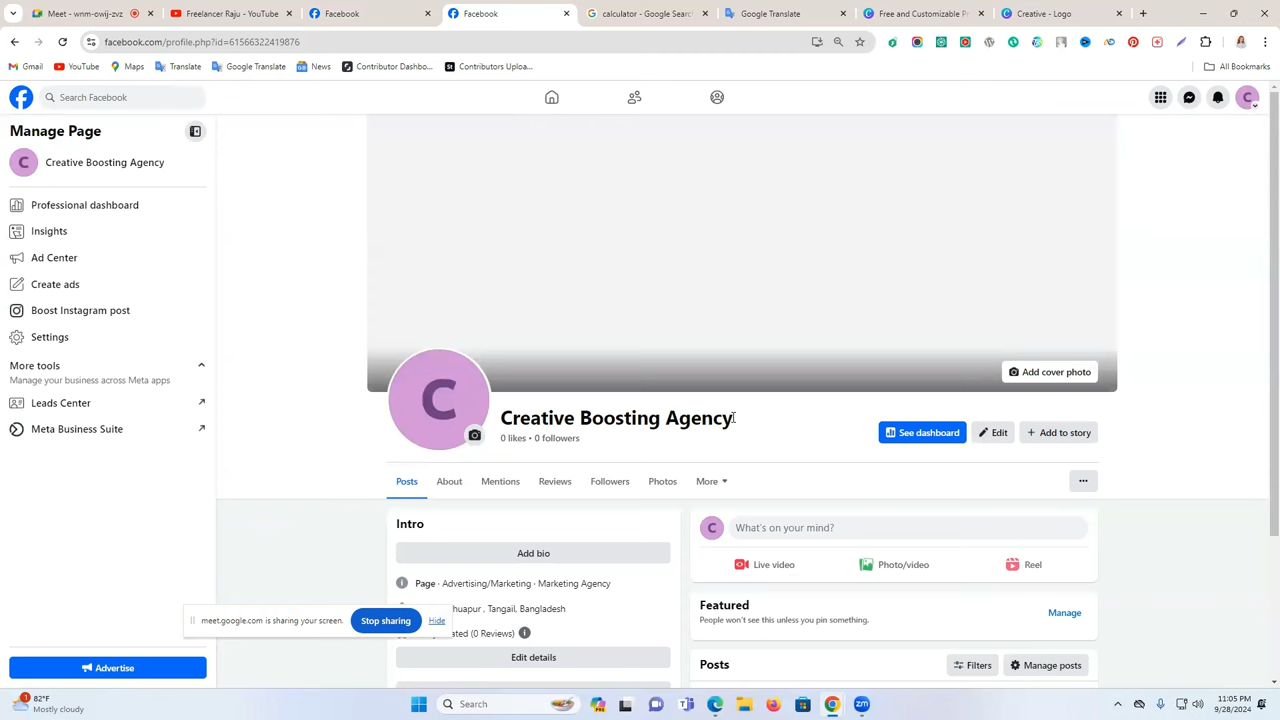 Meet - wnm-owij-zvz
Freelancer Raju - YouTube
Facebook
Facebook
calculator - Google Sear
Google Translate
Free and Customizable Pr
Creative - Logo
facebook.com/profile.php?id=61566322419876
Gmail
YouTube
Maps
Translate
Google Translate
News
Contributor Dashbo...
Contributors Uploa...
All Bookmarks
Search Facebook
C
Manage Page
C Creative Boosting Agency
Professional dashboard
Insights
Ad Center
Create ads
Boost Instagram post
Settings
More tools
Manage your business across Meta apps
Leads Center
Meta Business Suite
Advertise
Add cover photo
C
Creative Boosting Agency
0 likes • 0 followers
See dashboard
Edit
+ Add to story
Posts
About
Mentions
Reviews
Followers
Photos
More
Intro
Add bio
Page · Advertising/Marketing · Marketing Agency
huapur , Tangail, Bangladesh
(0 Reviews)
Edit details
C What's on your mind?
Live video
Photo/video
Reel
Featured
Manage
People won't see this unless you pin something.
Posts
Filters
Manage posts
meet.google.com is sharing your screen.
Stop sharing
Hide
1
82°F
Mostly cloudy
Search
zm
11:05 PM
9/28/2024